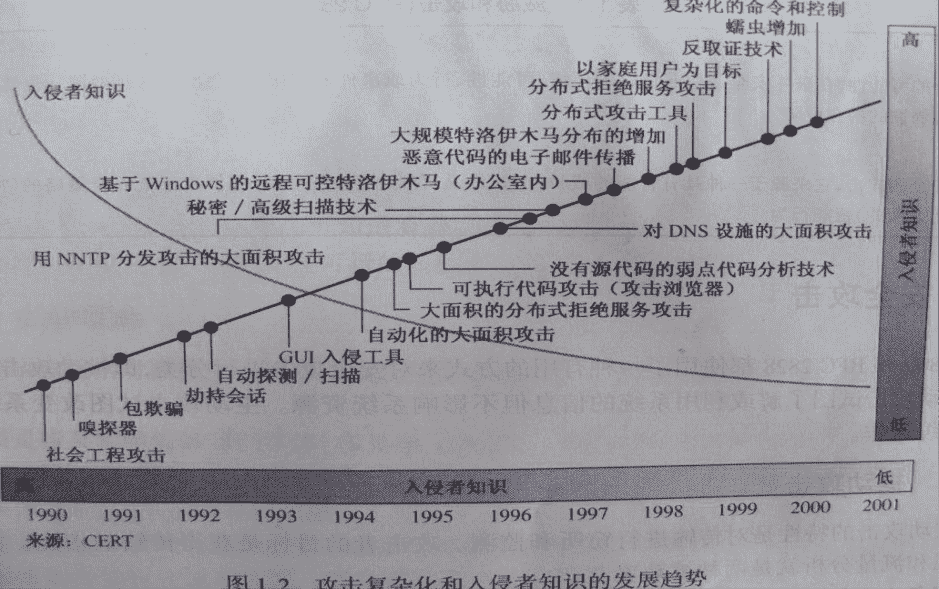 复杂化的命令和控制
蠕虫增加
高
反取证技术
以家庭用户为目标
分布式拒绝服务攻击
入侵者知识
分布式攻击工具
大规模特洛伊木马分布的增加
恶意代码的电子邮件传播
基于 Windows 的远程可控特洛伊木马（办公室内）
秘密/高级扫描技术
对 DNS 设施的大面积攻击
入侵者知识
用 NNTP 分发攻击的大面积攻击
没有源代码的弱点代码分析技术
可执行代码攻击（攻击浏览器）
大面积的分布式拒绝服务攻击
自动化的大面积攻击
GUI 入侵工具
自动探测/扫描
劫持会话
包欺骗
嗅探器
社会工程攻击
低
高 入侵者知识 低
1990 1991 1992 1993 1994 1995 1996 1997 1998 1999 2000 2001
来源：CERT
图 1.2 攻击复杂化和入侵者知识的发展趋势